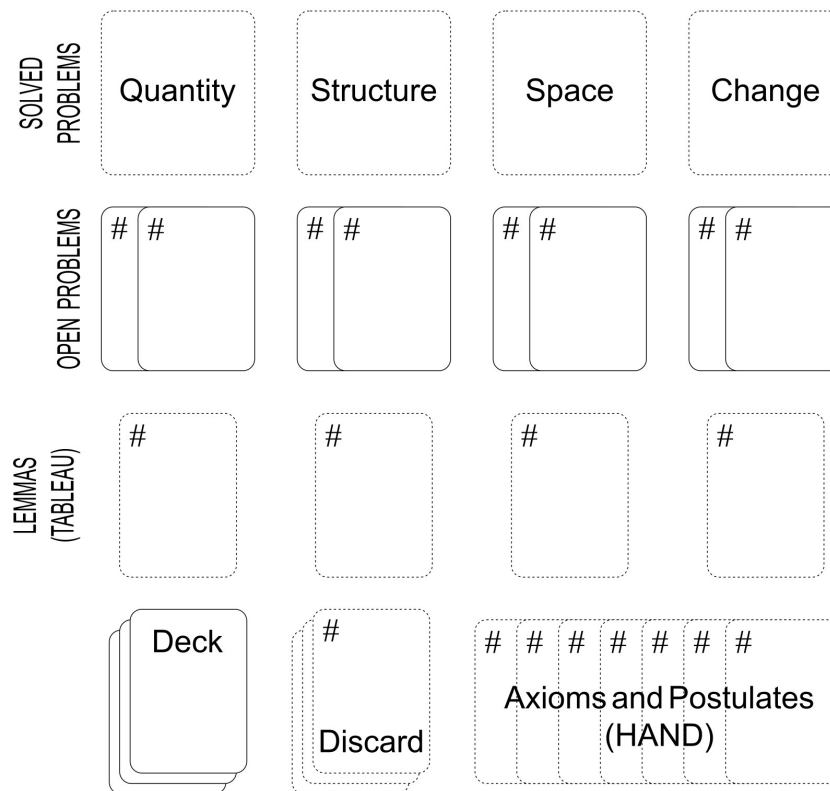 SOLVED
PROBLEMS
Quantity
Structure
Space
Change
OPEN PROBLEMS
# #
# #
# #
# #
LEMMAS
(TABLEAU)
#
#
#
#
Deck
#
Discard
# # # # # # #
Axioms and Postulates
(HAND)